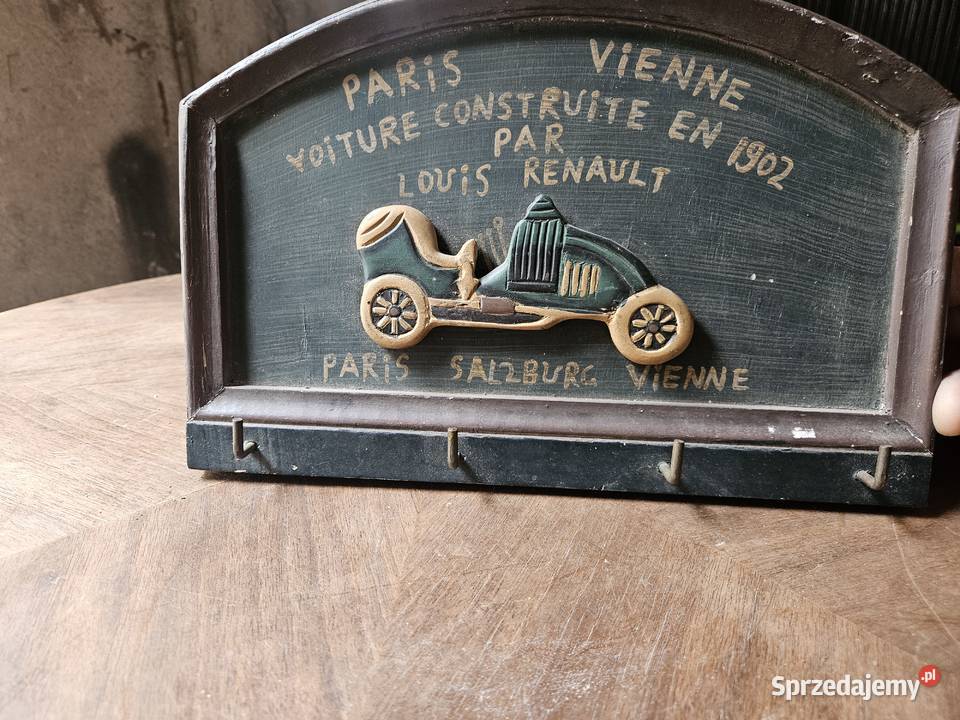 PARiS ViENNE
VOiTURE CONSTRUiTE EN 1902
PAR
LOUiS RENAULT
PARiS SALZBURG ViENNE
Sprzedajemy.pl